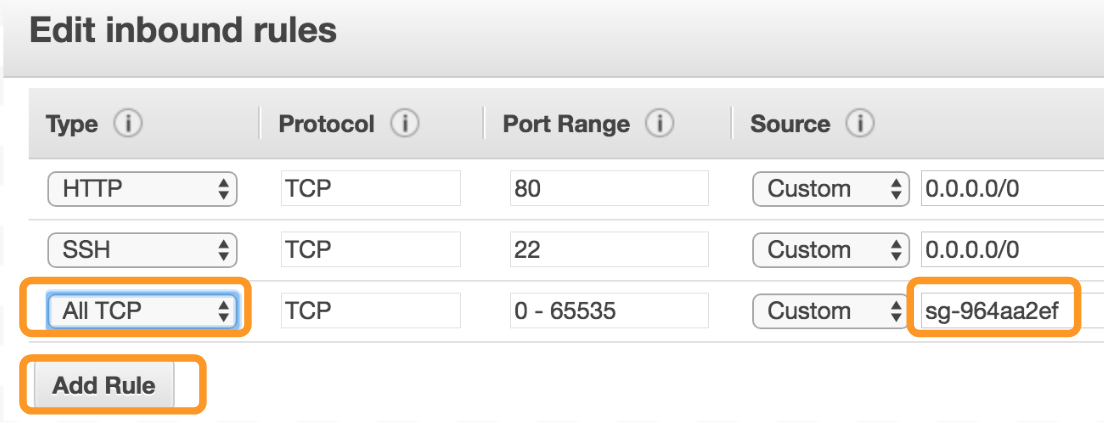 Edit inbound rules
Type i Protocol i Port Range i Source i
HTTP TCP 80 Custom 0.0.0.0/0
SSH TCP 22 Custom 0.0.0.0/0
All TCP TCP 0 - 65535 Custom sg-964aa2ef
Add Rule